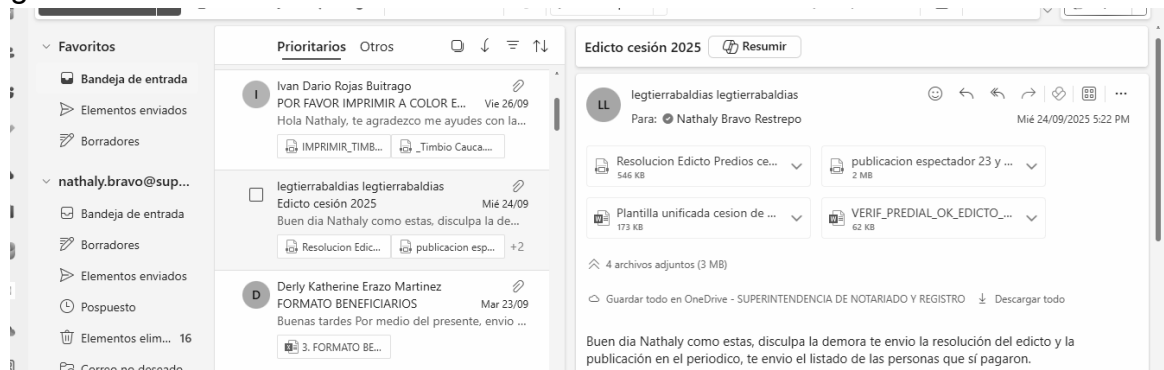 Favoritos
Bandeja de entrada
Elementos enviados
Borradores
nathaly.bravo@sup...
Bandeja de entrada
Borradores
Elementos enviados
Pospuesto
Elementos elim... 16
Correo no deseado
Prioritarios Otros
I
Ivan Dario Rojas Buitrago
POR FAVOR IMPRIMIR A COLOR E... Vie 26/09
Hola Nathaly, te agradezco me ayudes con la...
IMPRIMIR_TIMB... _Timbio Cauca....
legtierrabaldias legtierrabaldias
Edicto cesión 2025 Mié 24/09
Buen dia Nathaly como estas, disculpa la de...
Resolucion Edic... publicacion esp... +2
D
Derly Katherine Erazo Martinez
FORMATO BENEFICIARIOS Mar 23/09
Buenas tardes Por medio del presente, envio ...
3. FORMATO BE...
Edicto cesión 2025 Resumir
LL
legtierrabaldias legtierrabaldias
Para: Nathaly Bravo Restrepo Mié 24/09/2025 5:22 PM
Resolucion Edicto Predios ce... publicacion espectador 23 y ...
546 KB 2 MB
Plantilla unificada cesion de ... VERIF_PREDIAL_OK_EDICTO_...
173 KB 62 KB
4 archivos adjuntos (3 MB)
Guardar todo en OneDrive - SUPERINTENDENCIA DE NOTARIADO Y REGISTRO Descargar todo
Buen dia Nathaly como estas, disculpa la demora te envio la resolución del edicto y la
publicación en el periodico, te envio el listado de las personas que sí pagaron.